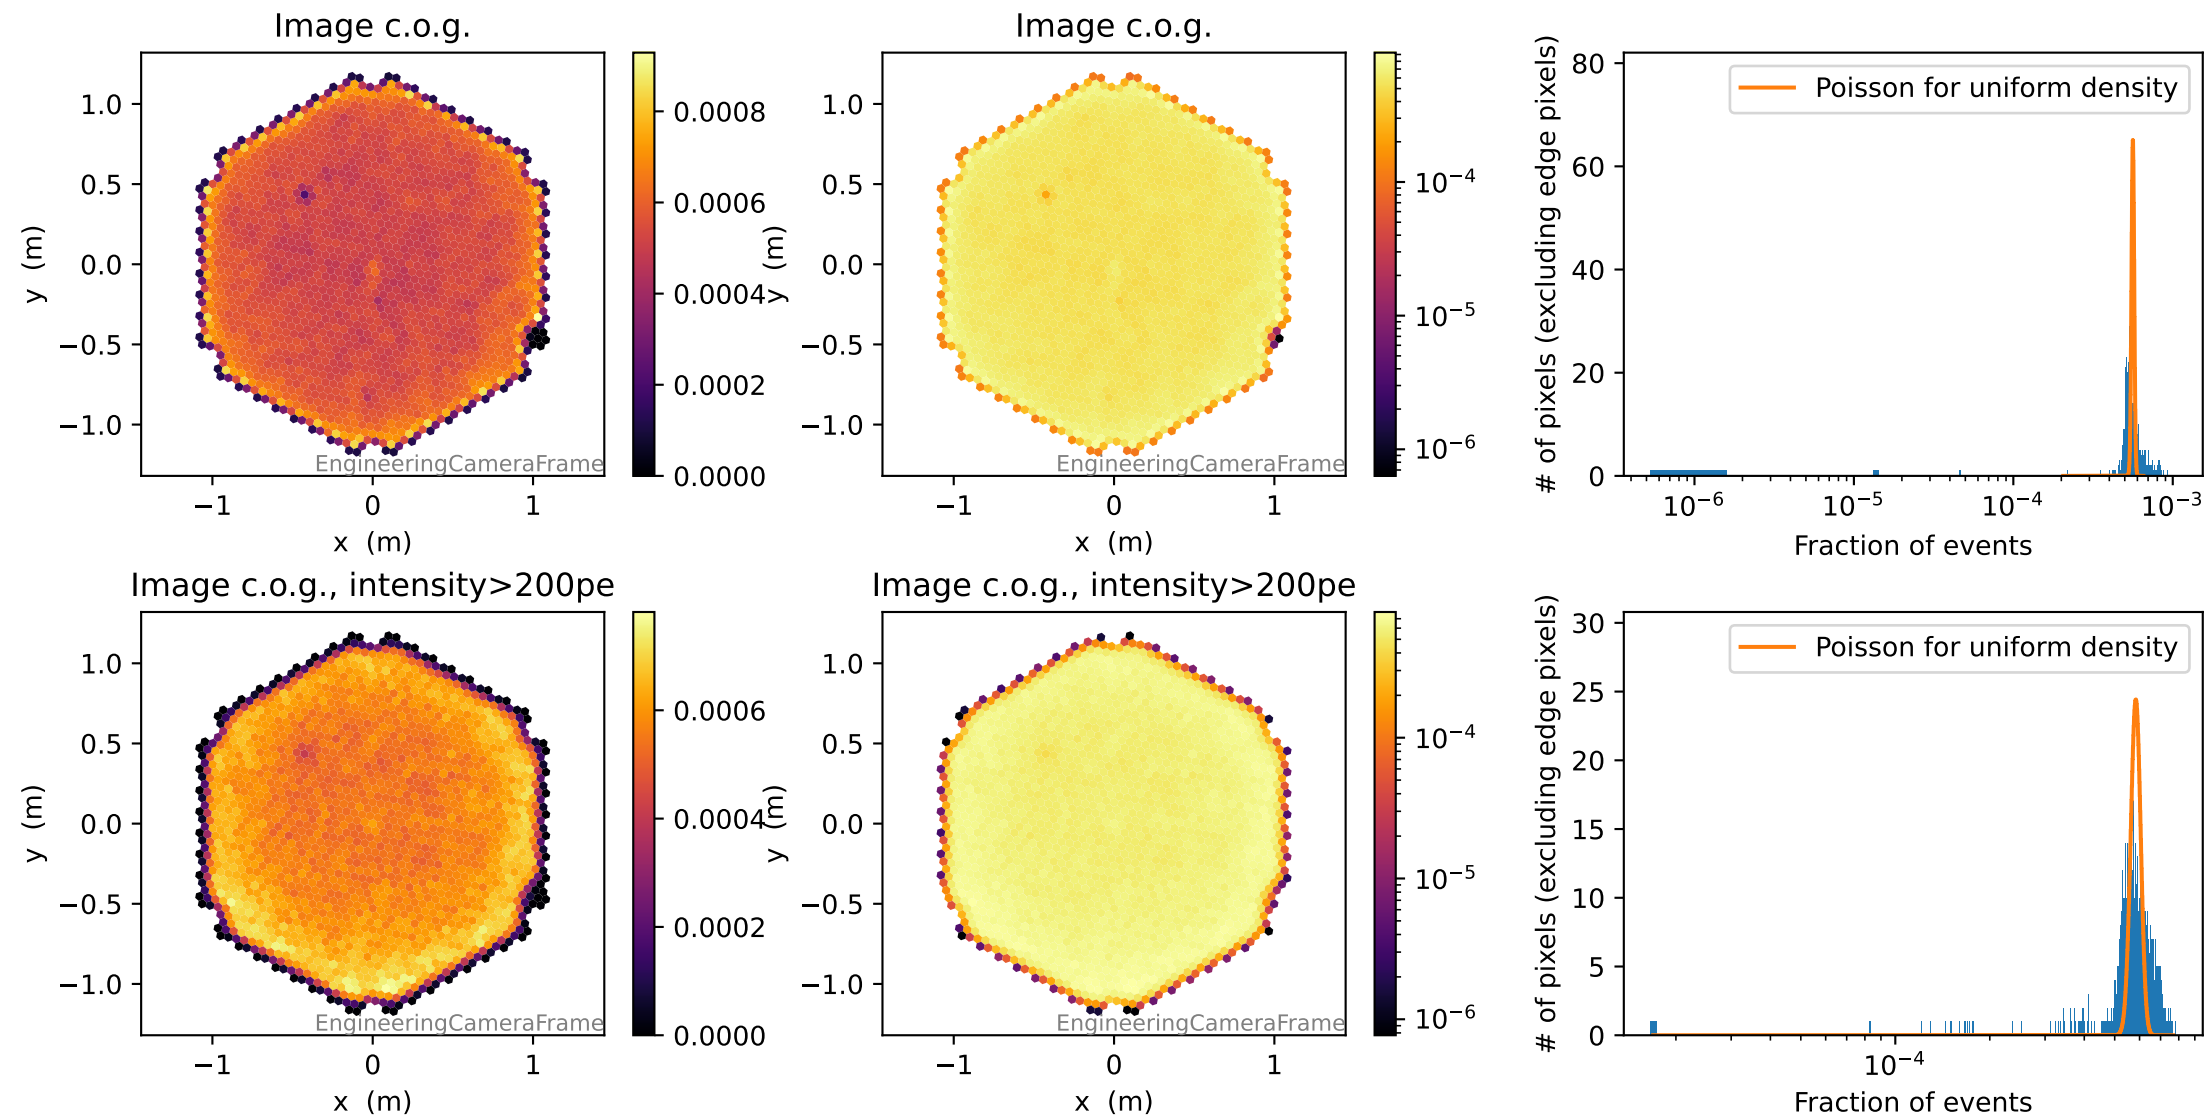 Image c.o.g.
y (m)
1.0
0.5
0.0
−0.5
−1.0
−1
0
1
x (m)
EngineeringCameraFrame
0.0008
0.0006
0.0004
0.0002
0.0000
Image c.o.g.
y (m)
1.0
0.5
0.0
−0.5
−1.0
−1
0
1
x (m)
EngineeringCameraFrame
10⁻⁴
10⁻⁵
10⁻⁶
# of pixels (excluding edge pixels)
80
60
40
20
0
Poisson for uniform density
10⁻⁶
10⁻⁵
10⁻⁴
10⁻³
Fraction of events
Image c.o.g., intensity>200pe
y (m)
1.0
0.5
0.0
−0.5
−1.0
−1
0
1
x (m)
EngineeringCameraFrame
0.0006
0.0004
0.0002
0.0000
Image c.o.g., intensity>200pe
y (m)
1.0
0.5
0.0
−0.5
−1.0
−1
0
1
x (m)
EngineeringCameraFrame
10⁻⁴
10⁻⁵
10⁻⁶
# of pixels (excluding edge pixels)
30
25
20
15
10
5
0
Poisson for uniform density
10⁻⁴
Fraction of events